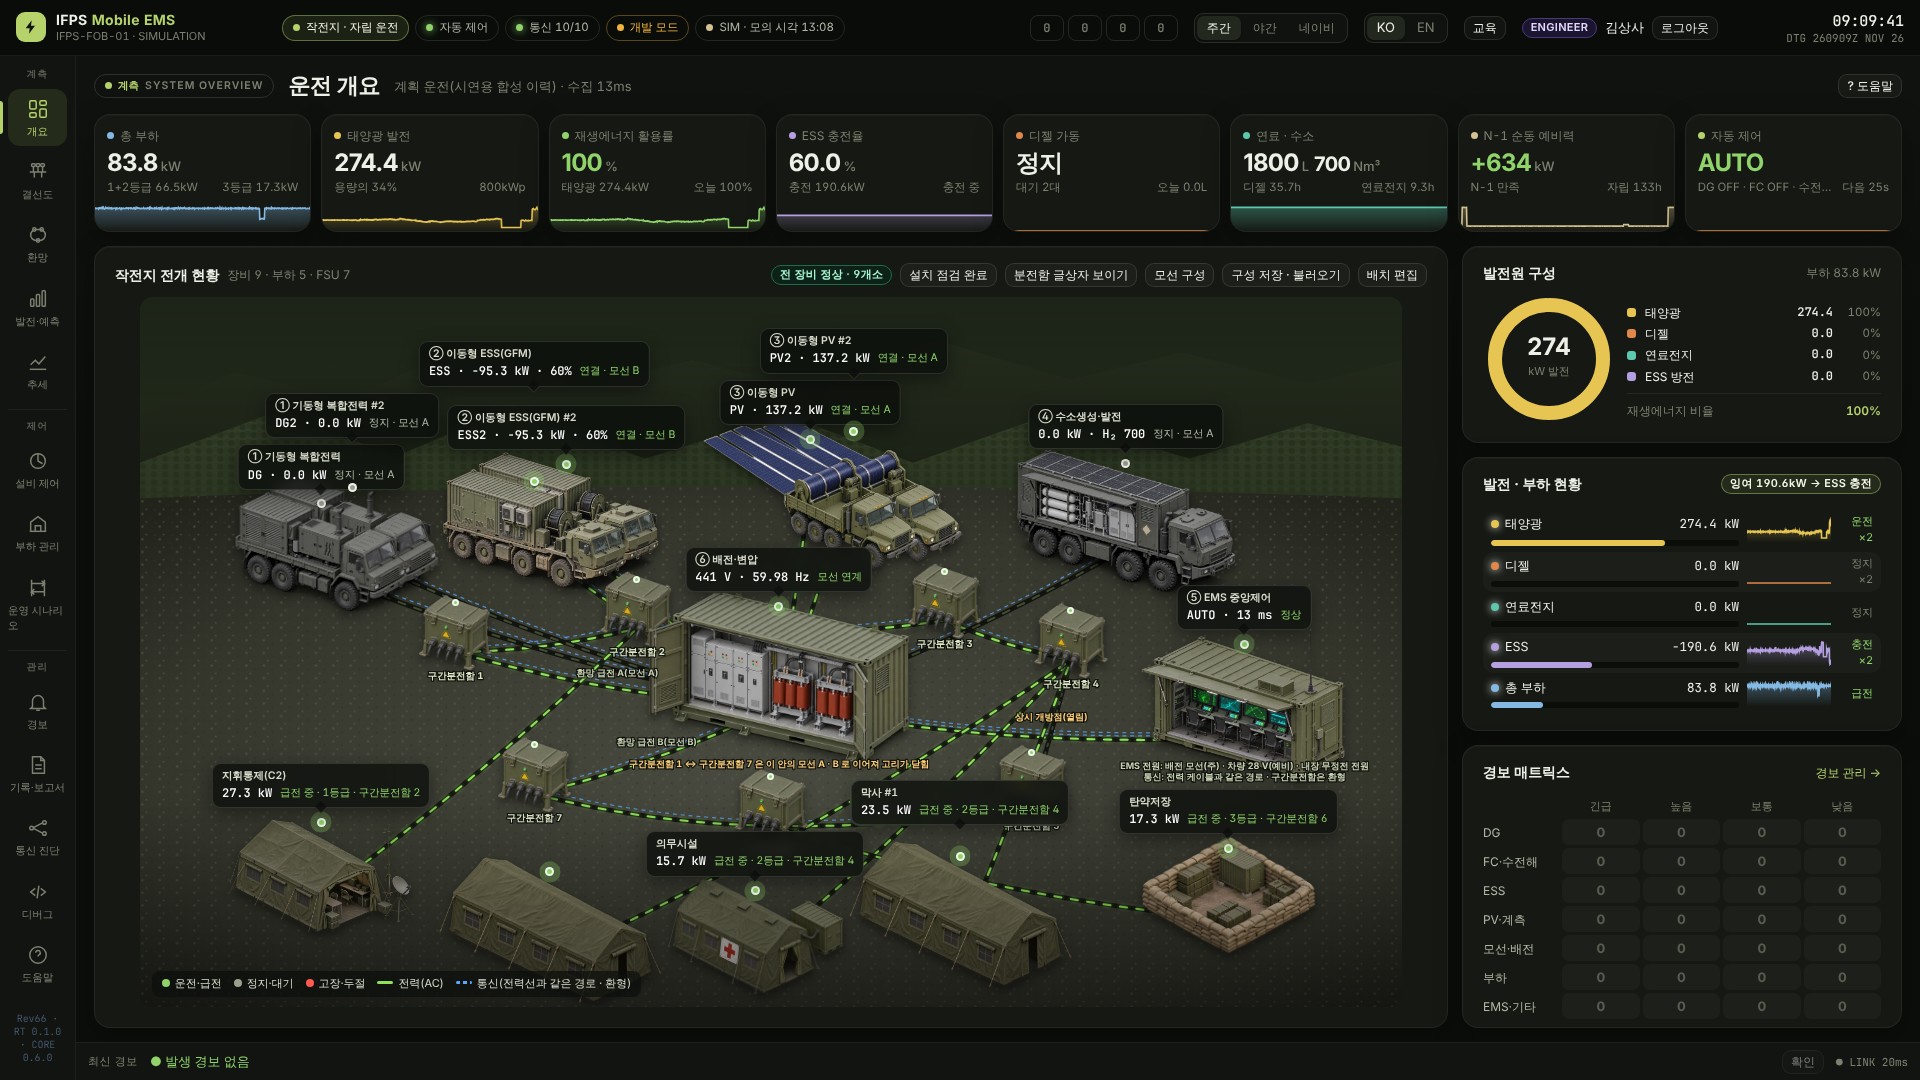 IFPS Mobile EMS
IFPS-FOB-01 · SIMULATION
작전지 · 자립 운전
자동 제어
통신 10/10
개발 모드
SIM · 모의 시각 13:08
0 0 0 0
주간 야간 네이비
KO EN
교육
ENGINEER 김상사 로그아웃
09:09:41
DTG 260909Z NOV 26
계측
개요
결선도
환망
발전·예측
추세
제어
설비 제어
부하 관리
운영 시나리오
관리
경보
기록·보고서
통신 진단
디버그
도움말
Rev66 ·
RT 0.1.0
· CORE
0.6.0
계측 SYSTEM OVERVIEW
운전 개요
계획 운전(시연용 합성 이력) · 수집 13ms
? 도움말
총 부하
83.8 kW
1+2등급 66.5kW 3등급 17.3kW
태양광 발전
274.4 kW
용량의 34% 800kWp
재생에너지 활용률
100 %
태양광 274.4kW 오늘 100%
ESS 충전율
60.0 %
충전 190.6kW 충전 중
디젤 가동
정지
대기 2대 오늘 0.0L
연료 · 수소
1800 L 700 Nm³
디젤 35.7h 연료전지 9.3h
N-1 순동 예비력
+634 kW
N-1 만족 자립 133h
자동 제어
AUTO
DG OFF · FC OFF · 수전... 다음 25s
작전지 전개 현황 장비 9 · 부하 5 · FSU 7
전 장비 정상 · 9개소
설치 점검 완료
분전함 글상자 보이기
모선 구성
구성 저장 · 불러오기
배치 편집
③ 이동형 PV #2
PV2 · 137.2 kW 연결 · 모선 A
② 이동형 ESS(GFM)
ESS · -95.3 kW · 60% 연결 · 모선 B
③ 이동형 PV
PV · 137.2 kW 연결 · 모선 A
① 기동형 복합전력 #2
DG2 · 0.0 kW 정지 · 모선 A
② 이동형 ESS(GFM) #2
ESS2 · -95.3 kW · 60% 연결 · 모선 B
④ 수소생성·발전
0.0 kW · H₂ 700 정지 · 모선 A
① 기동형 복합전력
DG · 0.0 kW 정지 · 모선 A
⑥ 배전·변압
441 V · 59.98 Hz 모선 연계
⑤ EMS 중앙제어
AUTO · 13 ms 정상
구간분전함 3
구간분전함 2
환망 급전 A(모선 A)
구간분전함 1
구간분전함 4
상시 개방점(열림)
환망 급전 B(모선 B)
구간분전함 1 ↔ 구간분전함 7 은 이 안의 모선 A · B 로 이어져 고리가 닫힘
EMS 전원: 배전 모선(주) · 차량 28 V(예비) · 내장 무정전 전원
통신: 전력 케이블과 같은 경로 · 구간분전함은 환형
지휘통제(C2)
27.3 kW 급전 중 · 1등급 · 구간분전함 2
막사 #1
23.5 kW 급전 중 · 2등급 · 구간분전함 4
탄약저장
17.3 kW 급전 중 · 3등급 · 구간분전함 6
구간분전함 7
의무시설
15.7 kW 급전 중 · 2등급 · 구간분전함 4
운전·급전 정지·대기 고장·두절 전력(AC) 통신(전력선과 같은 경로 · 환형)
발전원 구성 부하 83.8 kW
274
kW 발전
태양광 274.4 100%
디젤 0.0 0%
연료전지 0.0 0%
ESS 방전 0.0 0%
재생에너지 비율 100%
발전 · 부하 현황 잉여 190.6kW → ESS 충전
태양광 274.4 kW 운전 ×2
디젤 0.0 kW 정지 ×2
연료전지 0.0 kW 정지
ESS -190.6 kW 충전 ×2
총 부하 83.8 kW 급전
경보 매트릭스 경보 관리 →
긴급 높음 보통 낮음
DG 0 0 0 0
FC·수전해 0 0 0 0
ESS 0 0 0 0
PV·계측 0 0 0 0
모선·배전 0 0 0 0
부하 0 0 0 0
EMS·기타 0 0 0 0
최신 경보 발생 경보 없음
확인 LINK 20ms